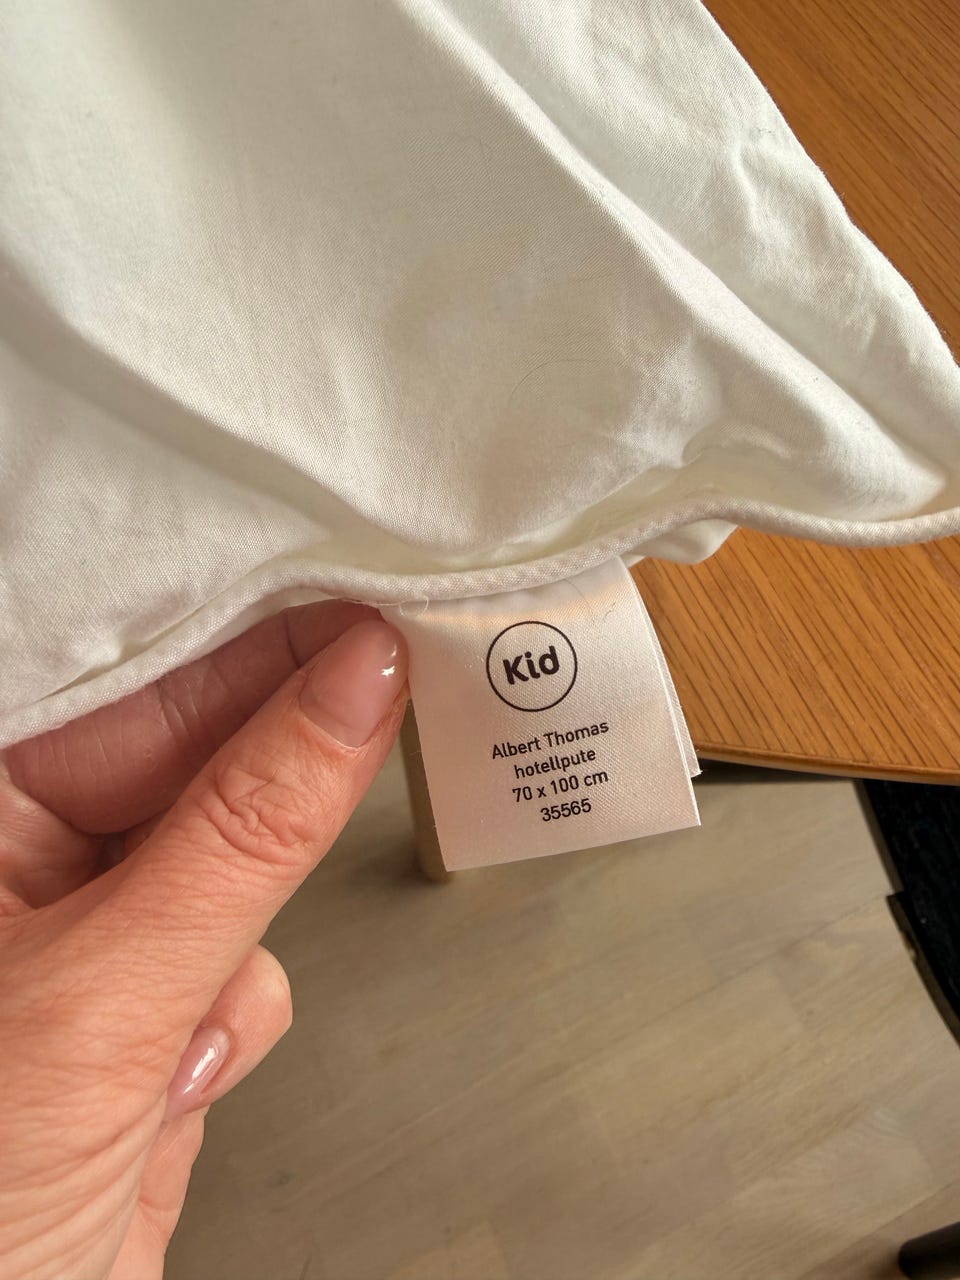 Kid
Albert Thomas
hotellpute
70 x 100 cm
35565